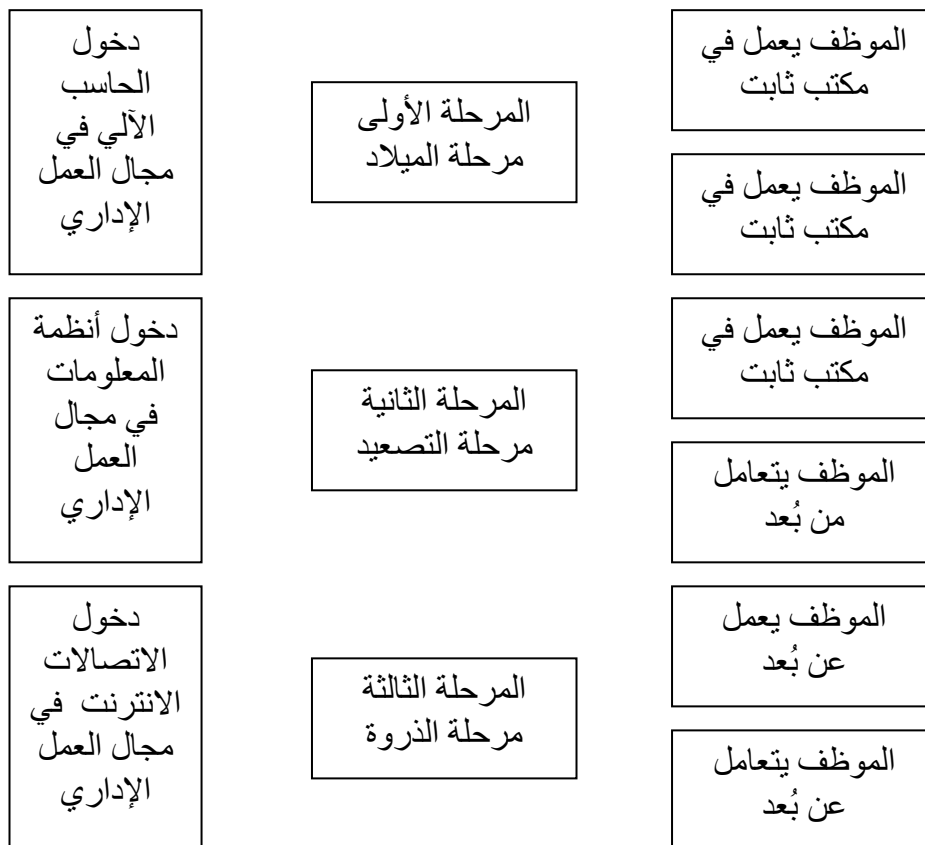 الموظف يعمل في
مكتب ثابت
الموظف يعمل في
مكتب ثابت
المرحلة الأولى
مرحلة الميلاد
دخول
الحاسب
الآلي في
مجال العمل
الإداري
الموظف يعمل في
مكتب ثابت
الموظف يتعامل
من بُعد
المرحلة الثانية
مرحلة التصعيد
دخول أنظمة
المعلومات
في مجال
العمل
الإداري
الموظف يعمل
عن بُعد
الموظف يتعامل
عن بُعد
المرحلة الثالثة
مرحلة الذروة
دخول
الاتصالات
الانترنت في
مجال العمل
الإداري